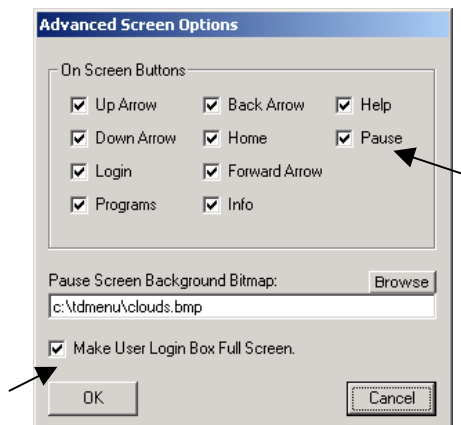 Advanced Screen Options
On Screen Buttons
Up Arrow Back Arrow Help
Down Arrow Home Pause
Login Forward Arrow
Programs Info
Pause Screen Background Bitmap: Browse
c:\tdmenu\clouds.bmp
Make User Login Box Full Screen.
OK Cancel